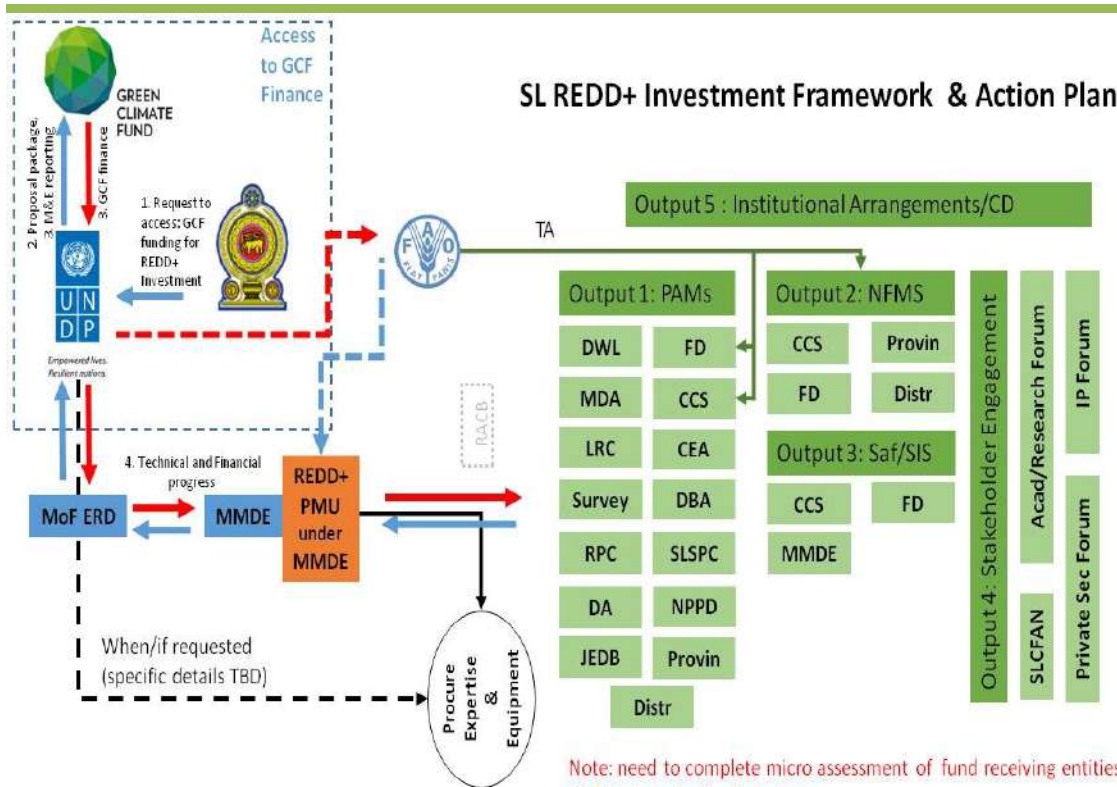 Access
to GCF
Finance
GREEN
CLIMATE
FUND
SL REDD+ Investment Framework & Action Plan
2. Proposal package,
3. M&E reporting
3. GCF finance
1. Request to
access: GCF
funding for
REDD+
Investment
U N
D P
Empowered lives.
Resilient nations.
F A O
FIAT PANIS
TA
Output 5 : Institutional Arrangements/CD
Output 1: PAMs
DWL
FD
MDA
CCS
LRC
CEA
Survey
DBA
RPC
SLSPC
DA
NPPD
JEDB
Provin
Distr
Output 2: NFMS
CCS
Provin
FD
Distr
Output 3: Saf/SIS
CCS
FD
MMDE
Output 4: Stakeholder Engagement
Acad/Research Forum
SLCFAN
IP Forum
Private Sec Forum
RACB
4. Technical and Financial
progress
MoF ERD
MMDE
REDD+
PMU
under
MMDE
When/if requested
(specific details TBD)
Procure
Expertise
&
Equipment
Note: need to complete micro assessment of fund receiving entities